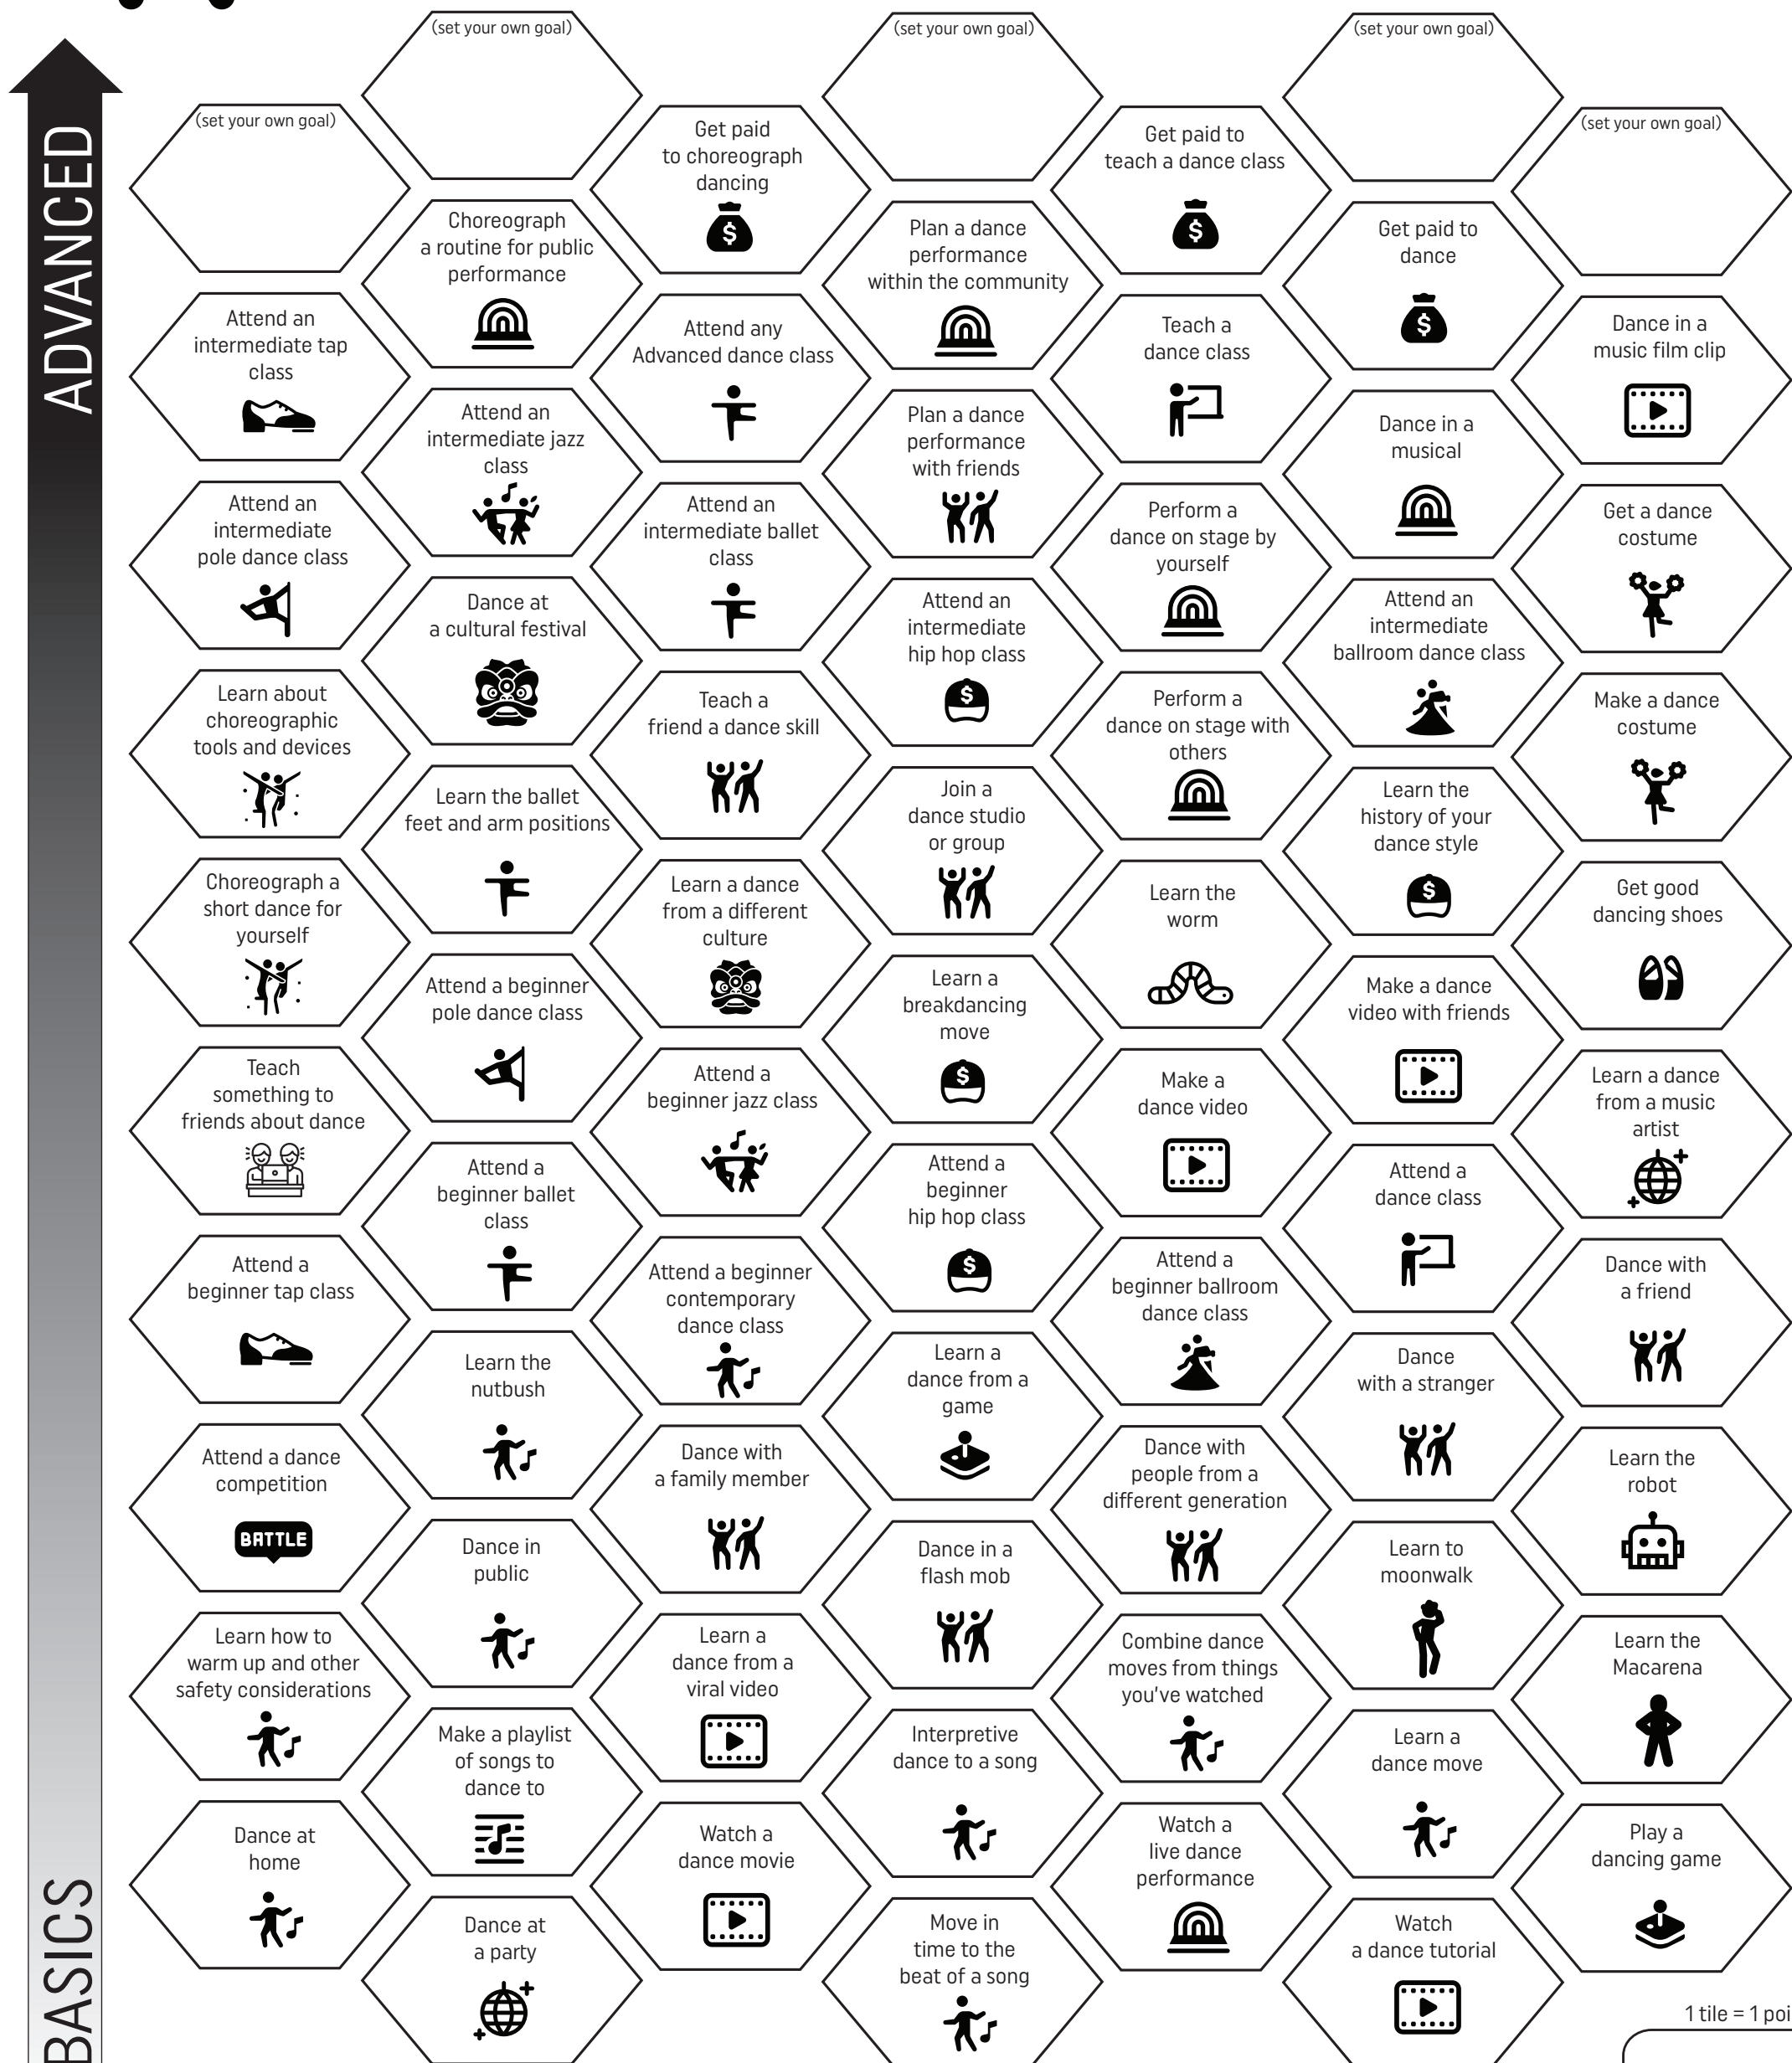 (set your own goal)
(set your own goal)
(set your own goal)
(set your own goal)
(set your own goal)
ADVANCED
Get paid
to choreograph
dancing
$
Get paid to
teach a dance class
$
Choreograph
a routine for public
performance
Plan a dance
performance
within the community
Get paid to
dance
$
Attend an
intermediate tap
class
Attend any
Advanced dance class
Teach a
dance class
Dance in a
music film clip
Attend an
intermediate jazz
class
Plan a dance
performance
with friends
Dance in a
musical
Attend an
intermediate
pole dance class
Attend an
intermediate ballet
class
Perform a
dance on stage by
yourself
Get a dance
costume
Dance at
a cultural festival
Attend an
intermediate
hip hop class
$
Attend an
intermediate
ballroom dance class
Learn about
choreographic
tools and devices
Teach a
friend a dance skill
Perform a
dance on stage with
others
Make a dance
costume
Learn the ballet
feet and arm positions
Join a
dance studio
or group
Learn the
history of your
dance style
$
Choreograph a
short dance for
yourself
Learn a dance
from a different
culture
Learn the
worm
Get good
dancing shoes
Attend a beginner
pole dance class
Learn a
breakdancing
move
$
Make a dance
video with friends
Teach
something to
friends about dance
Attend a
beginner jazz class
Make a
dance video
Learn a dance
from a music
artist
Attend a
beginner ballet
class
Attend a
beginner
hip hop class
$
Attend a
dance class
Attend a
beginner tap class
Attend a beginner
contemporary
dance class
Attend a
beginner ballroom
dance class
Dance with
a friend
Learn the
nutbush
Learn a
dance from a
game
Dance
with a stranger
Attend a dance
competition
BATTLE
Dance with
a family member
Dance with
people from a
different generation
Learn the
robot
Dance in
public
Dance in a
flash mob
Learn to
moonwalk
Learn how to
warm up and other
safety considerations
Learn a
dance from a
viral video
Combine dance
moves from things
you've watched
Learn the
Macarena
Make a playlist
of songs to
dance to
Interpretive
dance to a song
Learn a
dance move
Dance at
home
Watch a
dance movie
Watch a
live dance
performance
Play a
dancing game
BASICS
Dance at
a party
Move in
time to the
beat of a song
Watch
a dance tutorial
1 tile = 1 poi